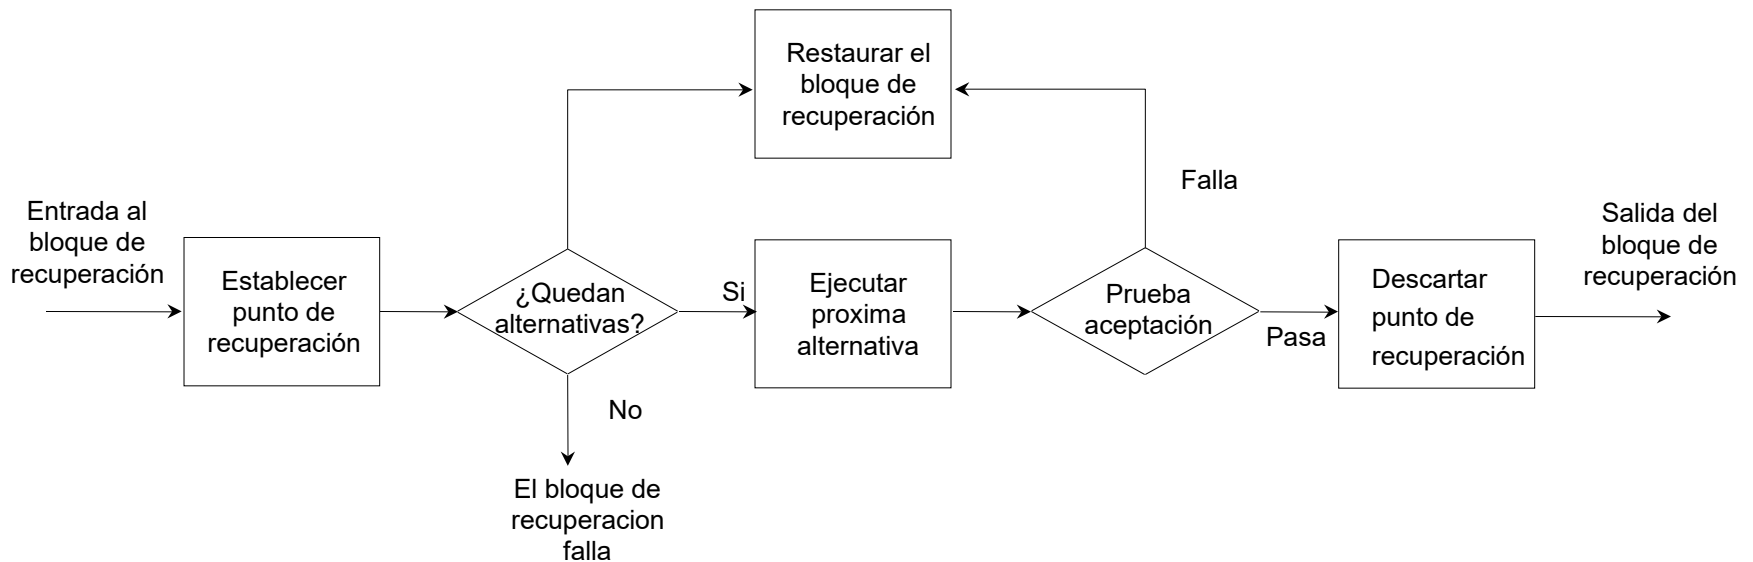 Restaurar el
bloque de
recuperación
Falla
Entrada al
bloque de
recuperación
Establecer
punto de
recuperación
¿Quedan
alternativas?
Si
Ejecutar
proxima
alternativa
Prueba
aceptación
Pasa
Descartar
punto de
recuperación
Salida del
bloque de
recuperación
No
El bloque de
recuperacion
falla